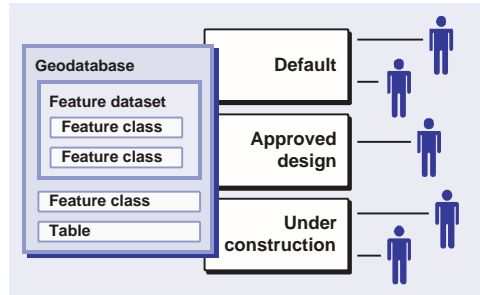 Geodatabase
Feature dataset
Feature class
Feature class
Feature class
Table
Default
Approved
design
Under
construction